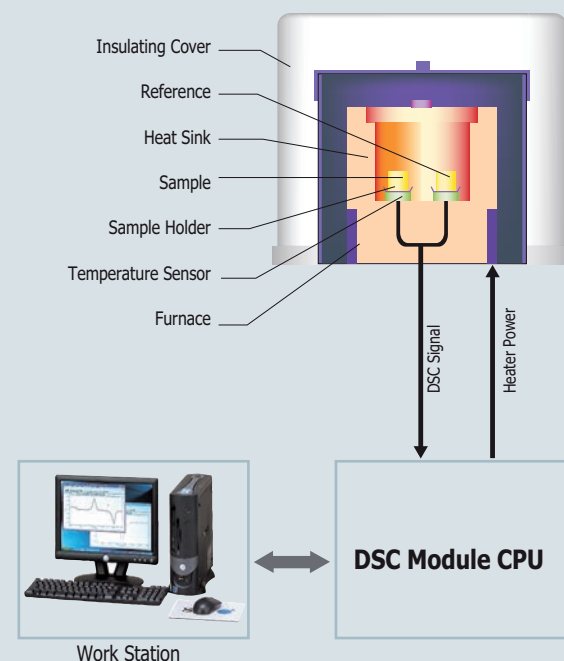 Insulating Cover
Reference
Heat Sink
Sample
Sample Holder
Temperature Sensor
Furnace
DSC Signal
Heater Power
DSC Module CPU
Work Station